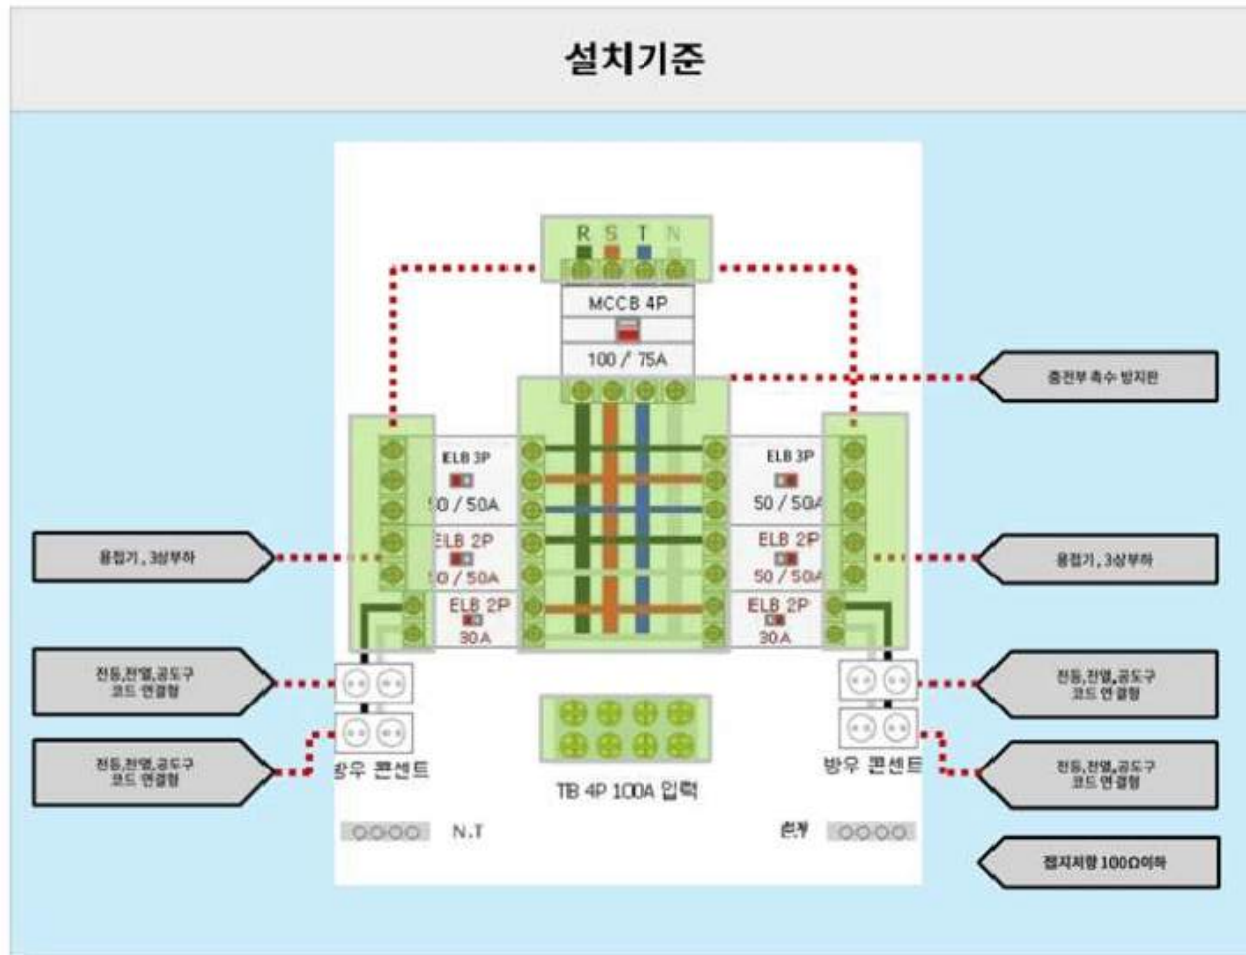 설치기준
R S T N
MCCB 4P
100 / 75A
충전부 촉수 방지판
ELB 3P
50 / 50A
ELB 3P
50 / 50A
용접기, 3상부하
ELB 2P
50 / 50A
ELB 2P
50 / 50A
용접기, 3상부하
ELB 2P
30A
ELB 2P
30A
전등,전열,공도구
코드 연결형
전등,전열,공도구
코드 연결형
전등,전열,공도구
코드 연결형
방우 콘센트
방우 콘센트
전등,전열,공도구
코드 연결형
TB 4P 100A 입력
N.T
접지저항 100Ω이하